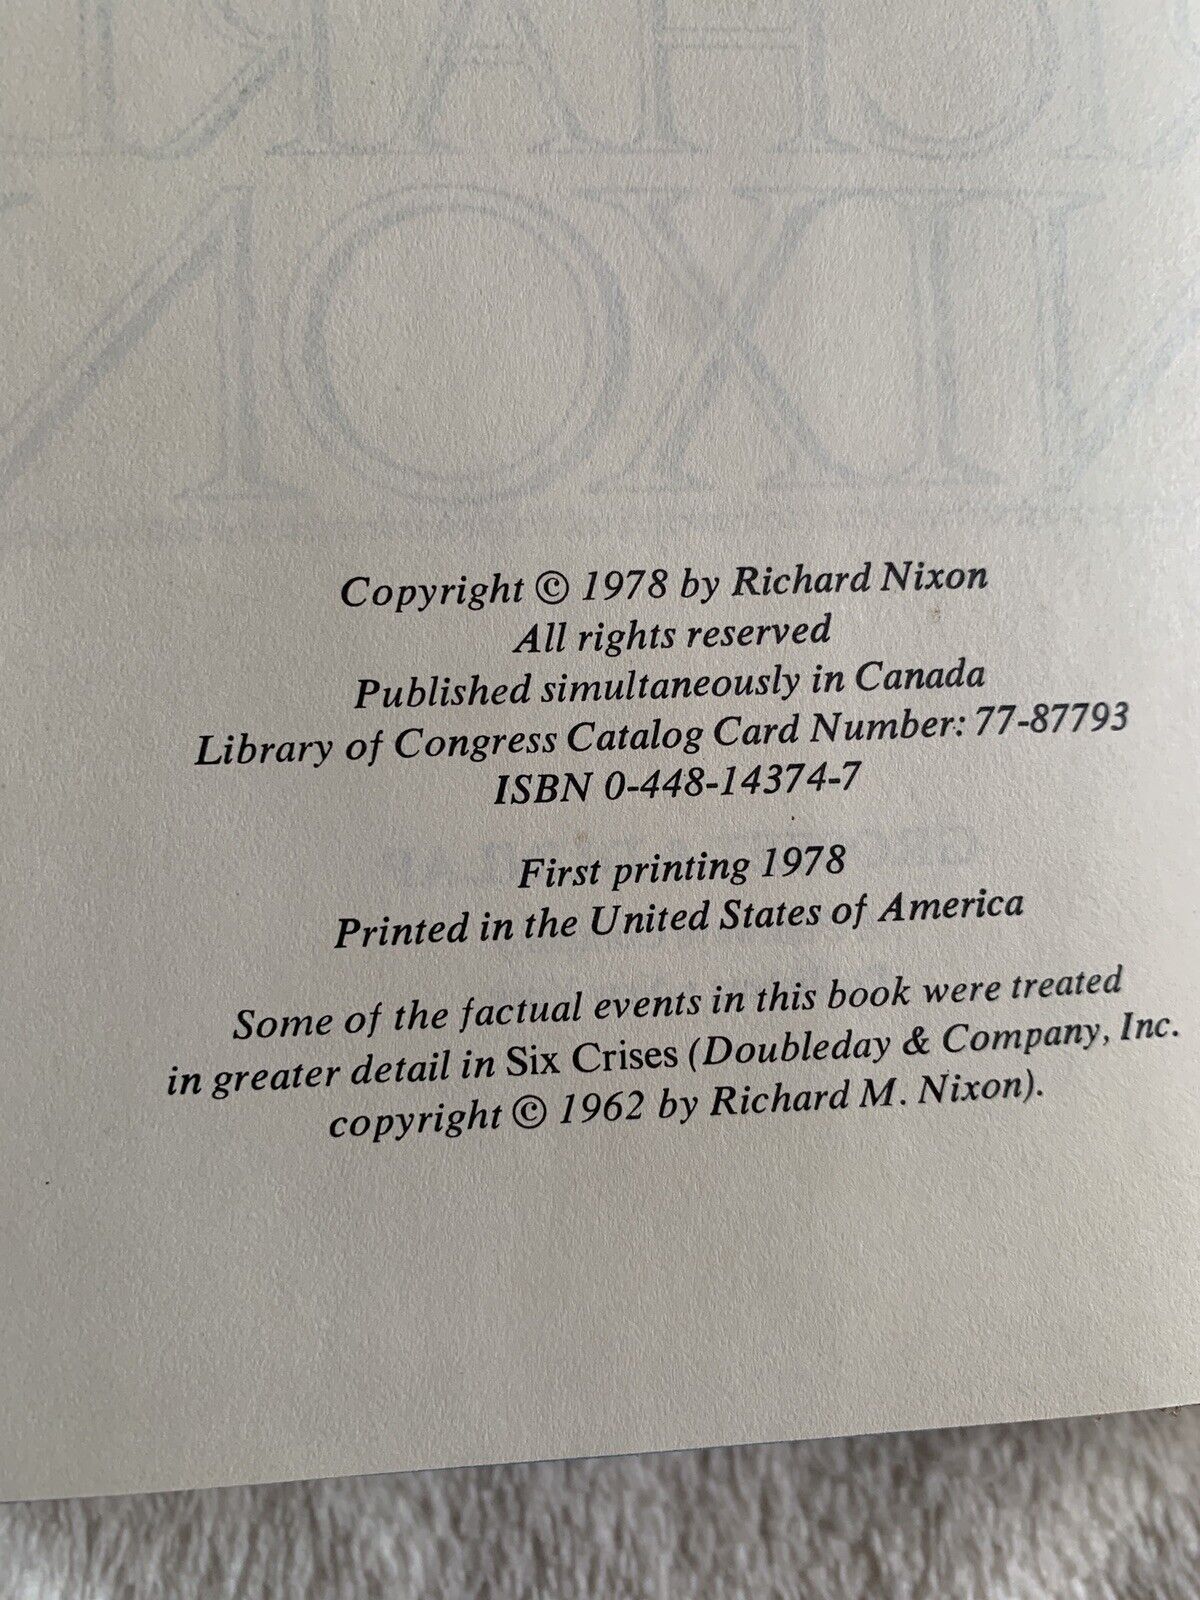 Copyright © 1978 by Richard Nixon
All rights reserved
Published simultaneously in Canada
Library of Congress Catalog Card Number: 77-87793
ISBN 0-448-14374-7
First printing 1978
Printed in the United States of America
Some of the factual events in this book were treated
in greater detail in Six Crises (Doubleday & Company, Inc.
copyright © 1962 by Richard M. Nixon).